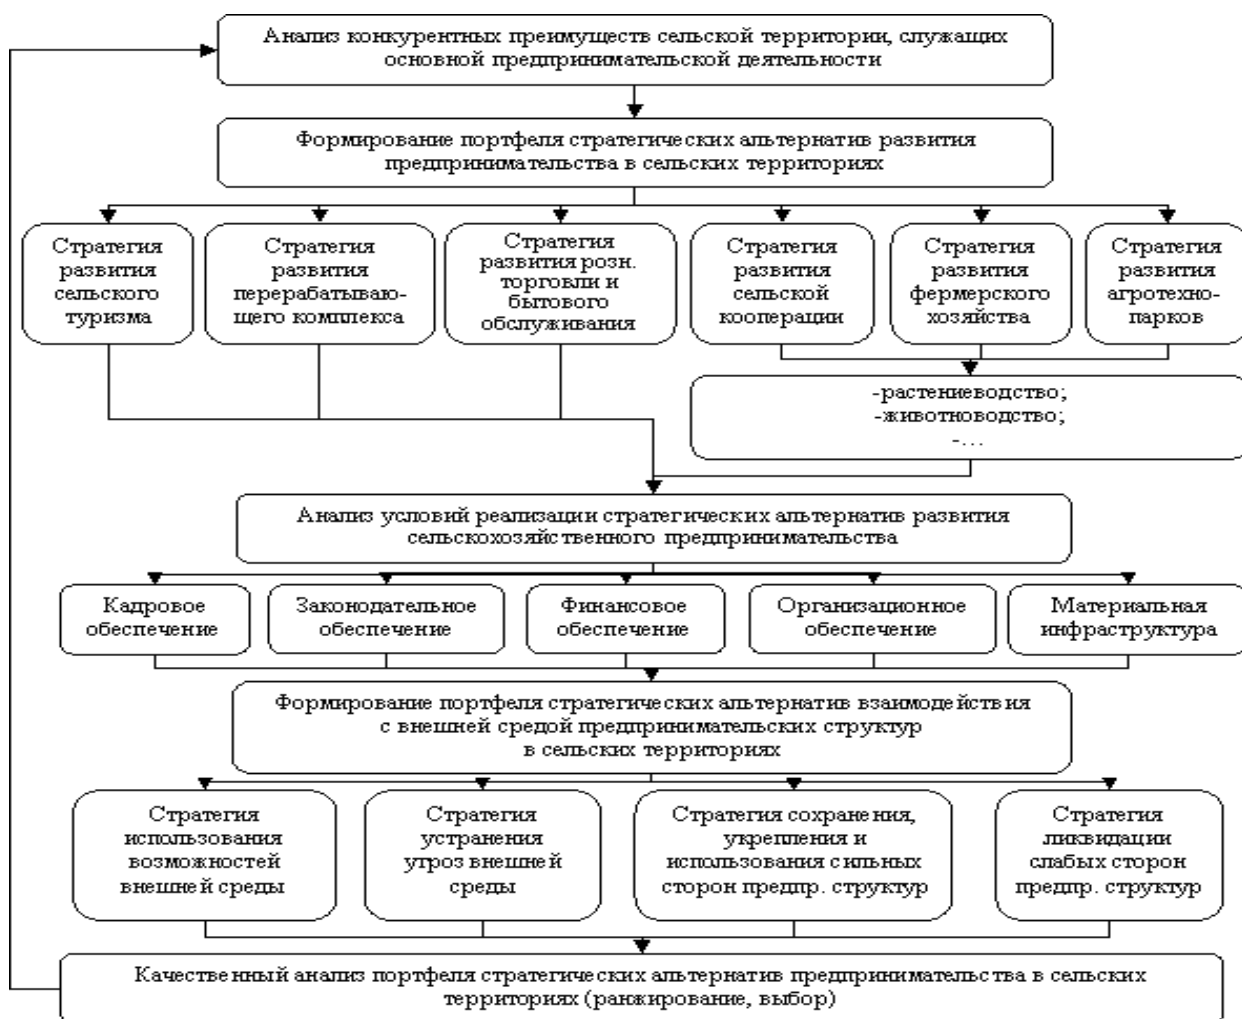 Анализ конкурентных преимуществ сельской территории, служащих
основной предпринимательской деятельности
Формирование портфеля стратегических альтернатив развития
предпринимательства в сельских территориях
Стратегия
развития
сельского
туризма
Стратегия
развития
перерабатываю-
щего комплекса
Стратегия
развития розн.
торговли и
бытового
обслуживания
Стратегия
развития
сельской
кооперации
Стратегия
развития
фермерского
хозяйства
Стратегия
развития
агротехно-
парков
-растениеводство;
-животноводство;
-...
Анализ условий реализации стратегических альтернатив развития
сельскохозяйственного предпринимательства
Кадровое
обеспечение
Законодательное
обеспечение
Финансовое
обеспечение
Организационное
обеспечение
Материальная
инфраструктура
Формирование портфеля стратегических альтернатив взаимодействия
с внешней средой предпринимательских структур
в сельских территориях
Стратегия
использования
возможностей
внешней среды
Стратегия
устранения
угроз внешней
среды
Стратегия сохранения,
укрепления и
использования сильных
сторон предпр. структур
Стратегия
ликвидации
слабых сторон
предпр. структур
Качественный анализ портфеля стратегических альтернатив предпринимательства в сельских
территориях (ранжирование, выбор)